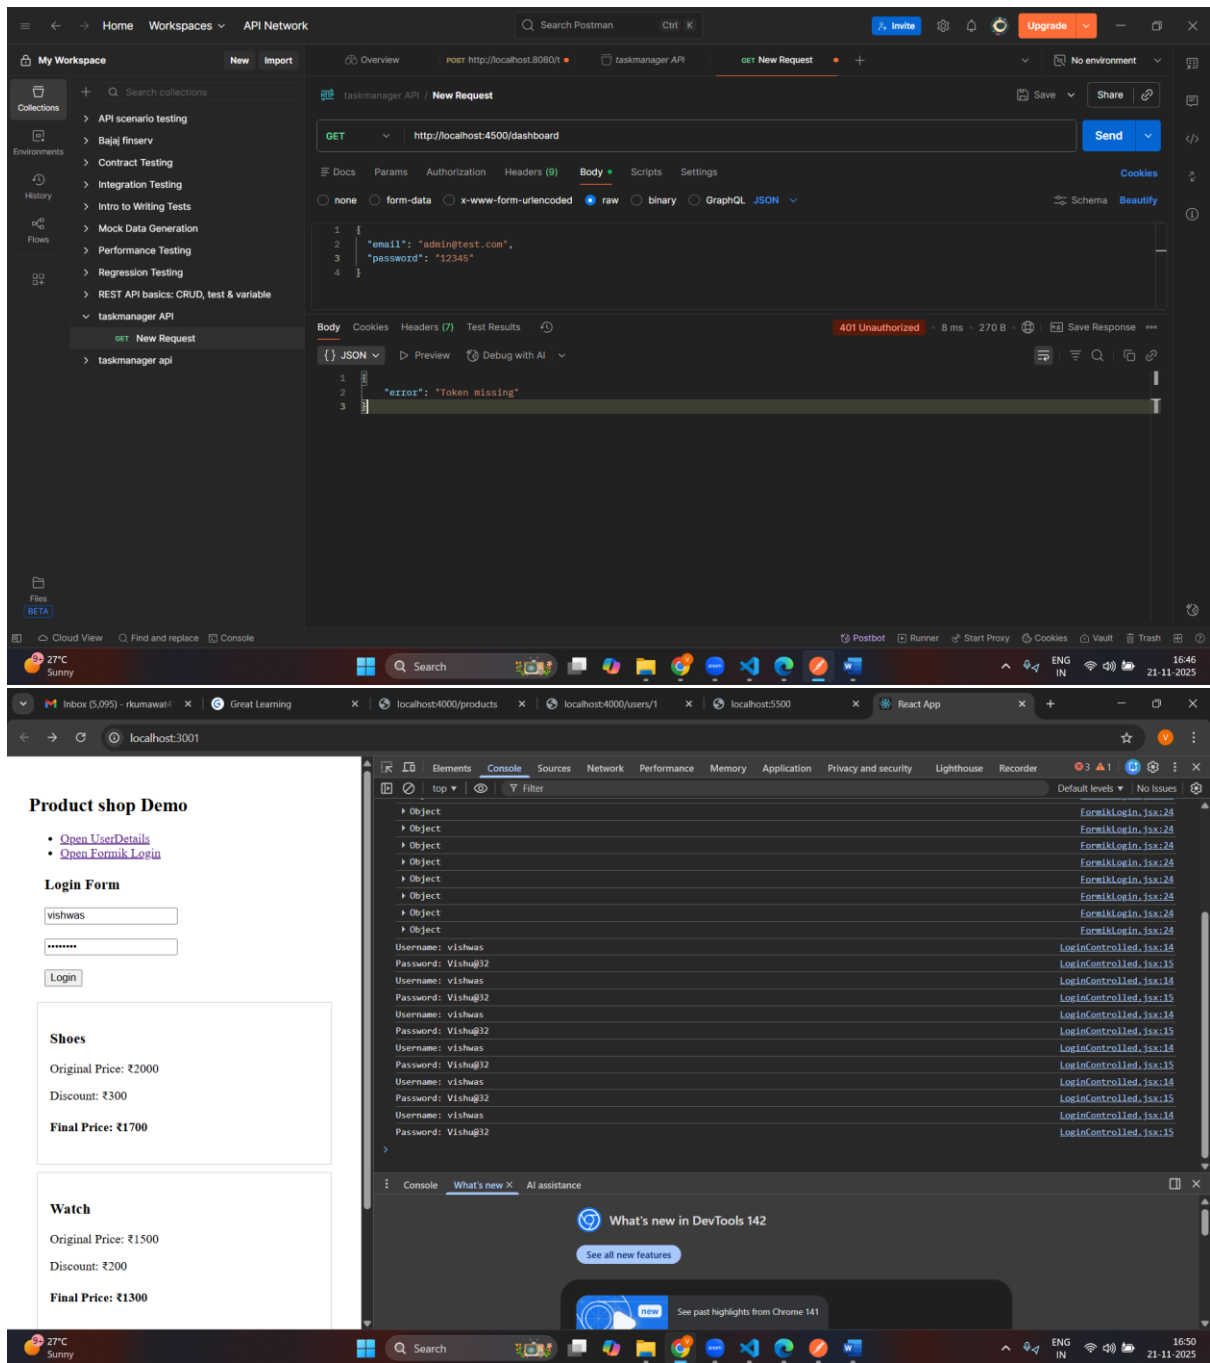 Home Workspaces API Network Search Postman Ctrl K Invite Upgrade
My Workspace New Import Overview POST http://localhost.8080/t taskmanager API GET New Request + No environment
Collections
Environments
History
Flows
Files
BETA
+ Search collections
API scenario testing
Bajaj finserv
Contract Testing
Integration Testing
Intro to Writing Tests
Mock Data Generation
Performance Testing
Regression Testing
REST API basics: CRUD, test & variable
taskmanager API
GET New Request
taskmanager api
HTTP taskmanager API / New Request Save Share
GET http://localhost:4500/dashboard Send
Docs Params Authorization Headers (9) Body Scripts Settings Cookies
none form-data x-www-form-urlencoded raw binary GraphQL JSON Schema Beautify
1 {
2 "email": "admin@test.com",
3 "password": "12345"
4 }
Body Cookies Headers (7) Test Results 401 Unauthorized 8 ms 270 B Save Response
{} JSON Preview Debug with AI
1 {
2 "error": "Token missing"
3 }
Cloud View Find and replace Console Postbot Runner Start Proxy Cookies Vault Trash
9+ 27°C Sunny Search ENG IN 16:46 21-11-2025
Inbox (5,095) - rkumawat4 Great Learning localhost:4000/products localhost:4000/users/1 localhost:5500 React App
localhost:3001 V
Product shop Demo
Open UserDetails
Open Formik Login
Login Form
vishwas
••••••••
Login
Shoes
Original Price: ₹2000
Discount: ₹300
Final Price: ₹1700
Watch
Original Price: ₹1500
Discount: ₹200
Final Price: ₹1300
Elements Console Sources Network Performance Memory Application Privacy and security Lighthouse Recorder 3 1
top Filter Default levels No Issues
Object FormikLogin.jsx:24
Object FormikLogin.jsx:24
Object FormikLogin.jsx:24
Object FormikLogin.jsx:24
Object FormikLogin.jsx:24
Object FormikLogin.jsx:24
Object FormikLogin.jsx:24
Object FormikLogin.jsx:24
Username: vishwas LoginControlled.jsx:14
Password: Vishu@32 LoginControlled.jsx:15
Username: vishwas LoginControlled.jsx:14
Password: Vishu@32 LoginControlled.jsx:15
Username: vishwas LoginControlled.jsx:14
Password: Vishu@32 LoginControlled.jsx:15
Username: vishwas LoginControlled.jsx:14
Password: Vishu@32 LoginControlled.jsx:15
Username: vishwas LoginControlled.jsx:14
Password: Vishu@32 LoginControlled.jsx:15
Username: vishwas LoginControlled.jsx:14
Password: Vishu@32 LoginControlled.jsx:15
Console What's new AI assistance
What's new in DevTools 142
See all new features
new See past highlights from Chrome 141
9+ 27°C Sunny Search ENG IN 16:50 21-11-2025